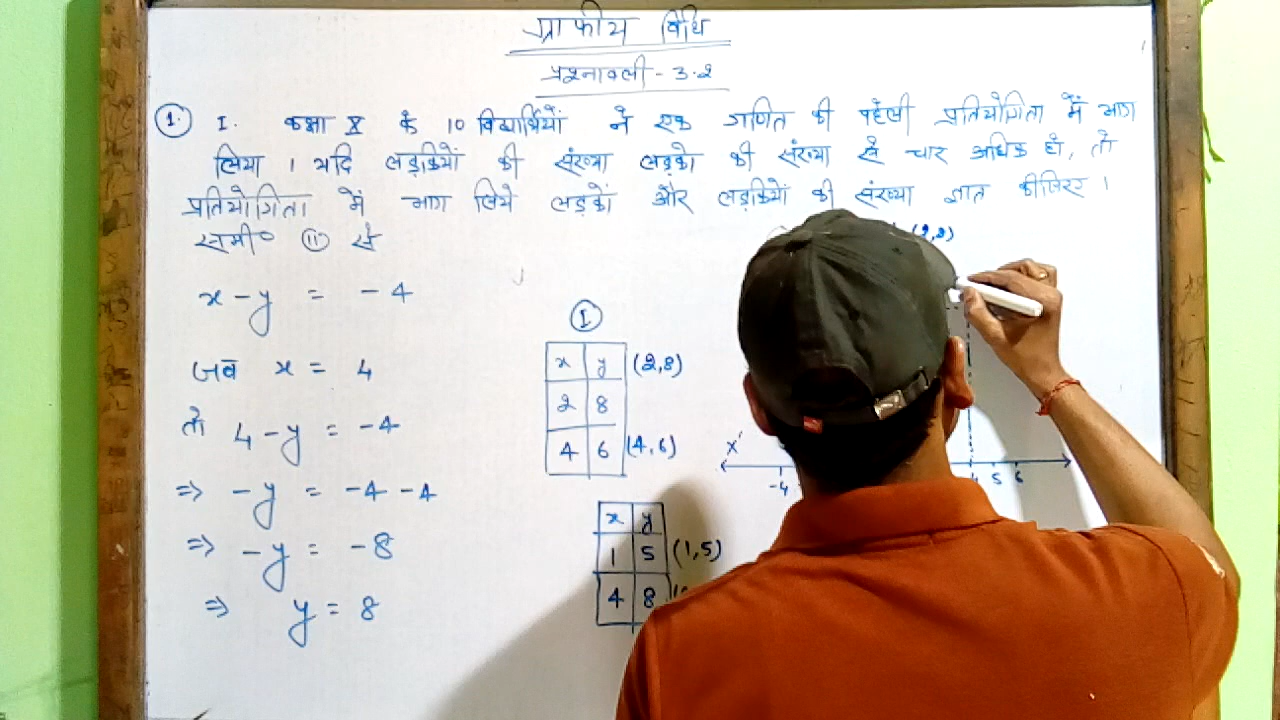 ग्राफीय विधि
प्रश्नावली - 3.2
1. I. कक्षा X के 10 विद्यार्थियों ने एक गणित की पहेली प्रतियोगिता में भाग
लिया । यदि लड़कियों की संख्या लड़को की संख्या से चार अधिक हो, तो
प्रतियोगिता में भाग लिये लड़कों और लड़कियों की संख्या ज्ञात कीजिए ।
समी० (II) से
x - y = - 4
जब x = 4
तो 4 - y = -4
⇒ - y = -4 - 4
⇒ - y = - 8
⇒ y = 8
I
x y (2,8)
2 8
4 6 (4,6)
x y
1 5 (1,5)
4 8
(2,8)
X'
-4 4 5 6